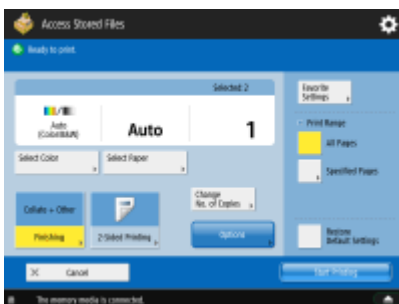 Access Stored Files
Ready to print.
Selected: 2
Auto
(Color/B&W)
Auto
1
Select Color
Select Paper
Change
No. of Copies
Collate + Other
Finishing
2-Sided Printing
Options
Favorite
Settings
Print Range
All Pages
Specified Pages
Restore
Default Settings
Cancel
Start Printing
The memory media is connected.